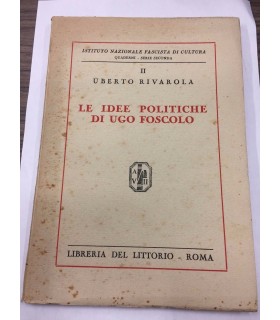 ISTITUTO NAZIONALE FASCISTA DI CULTURA
QUADERNI - SERIE SECONDA
II
UBERTO RIVAROLA
LE IDEE POLITICHE
DI UGO FOSCOLO
LIBRERIA DEL LITTORIO - ROMA